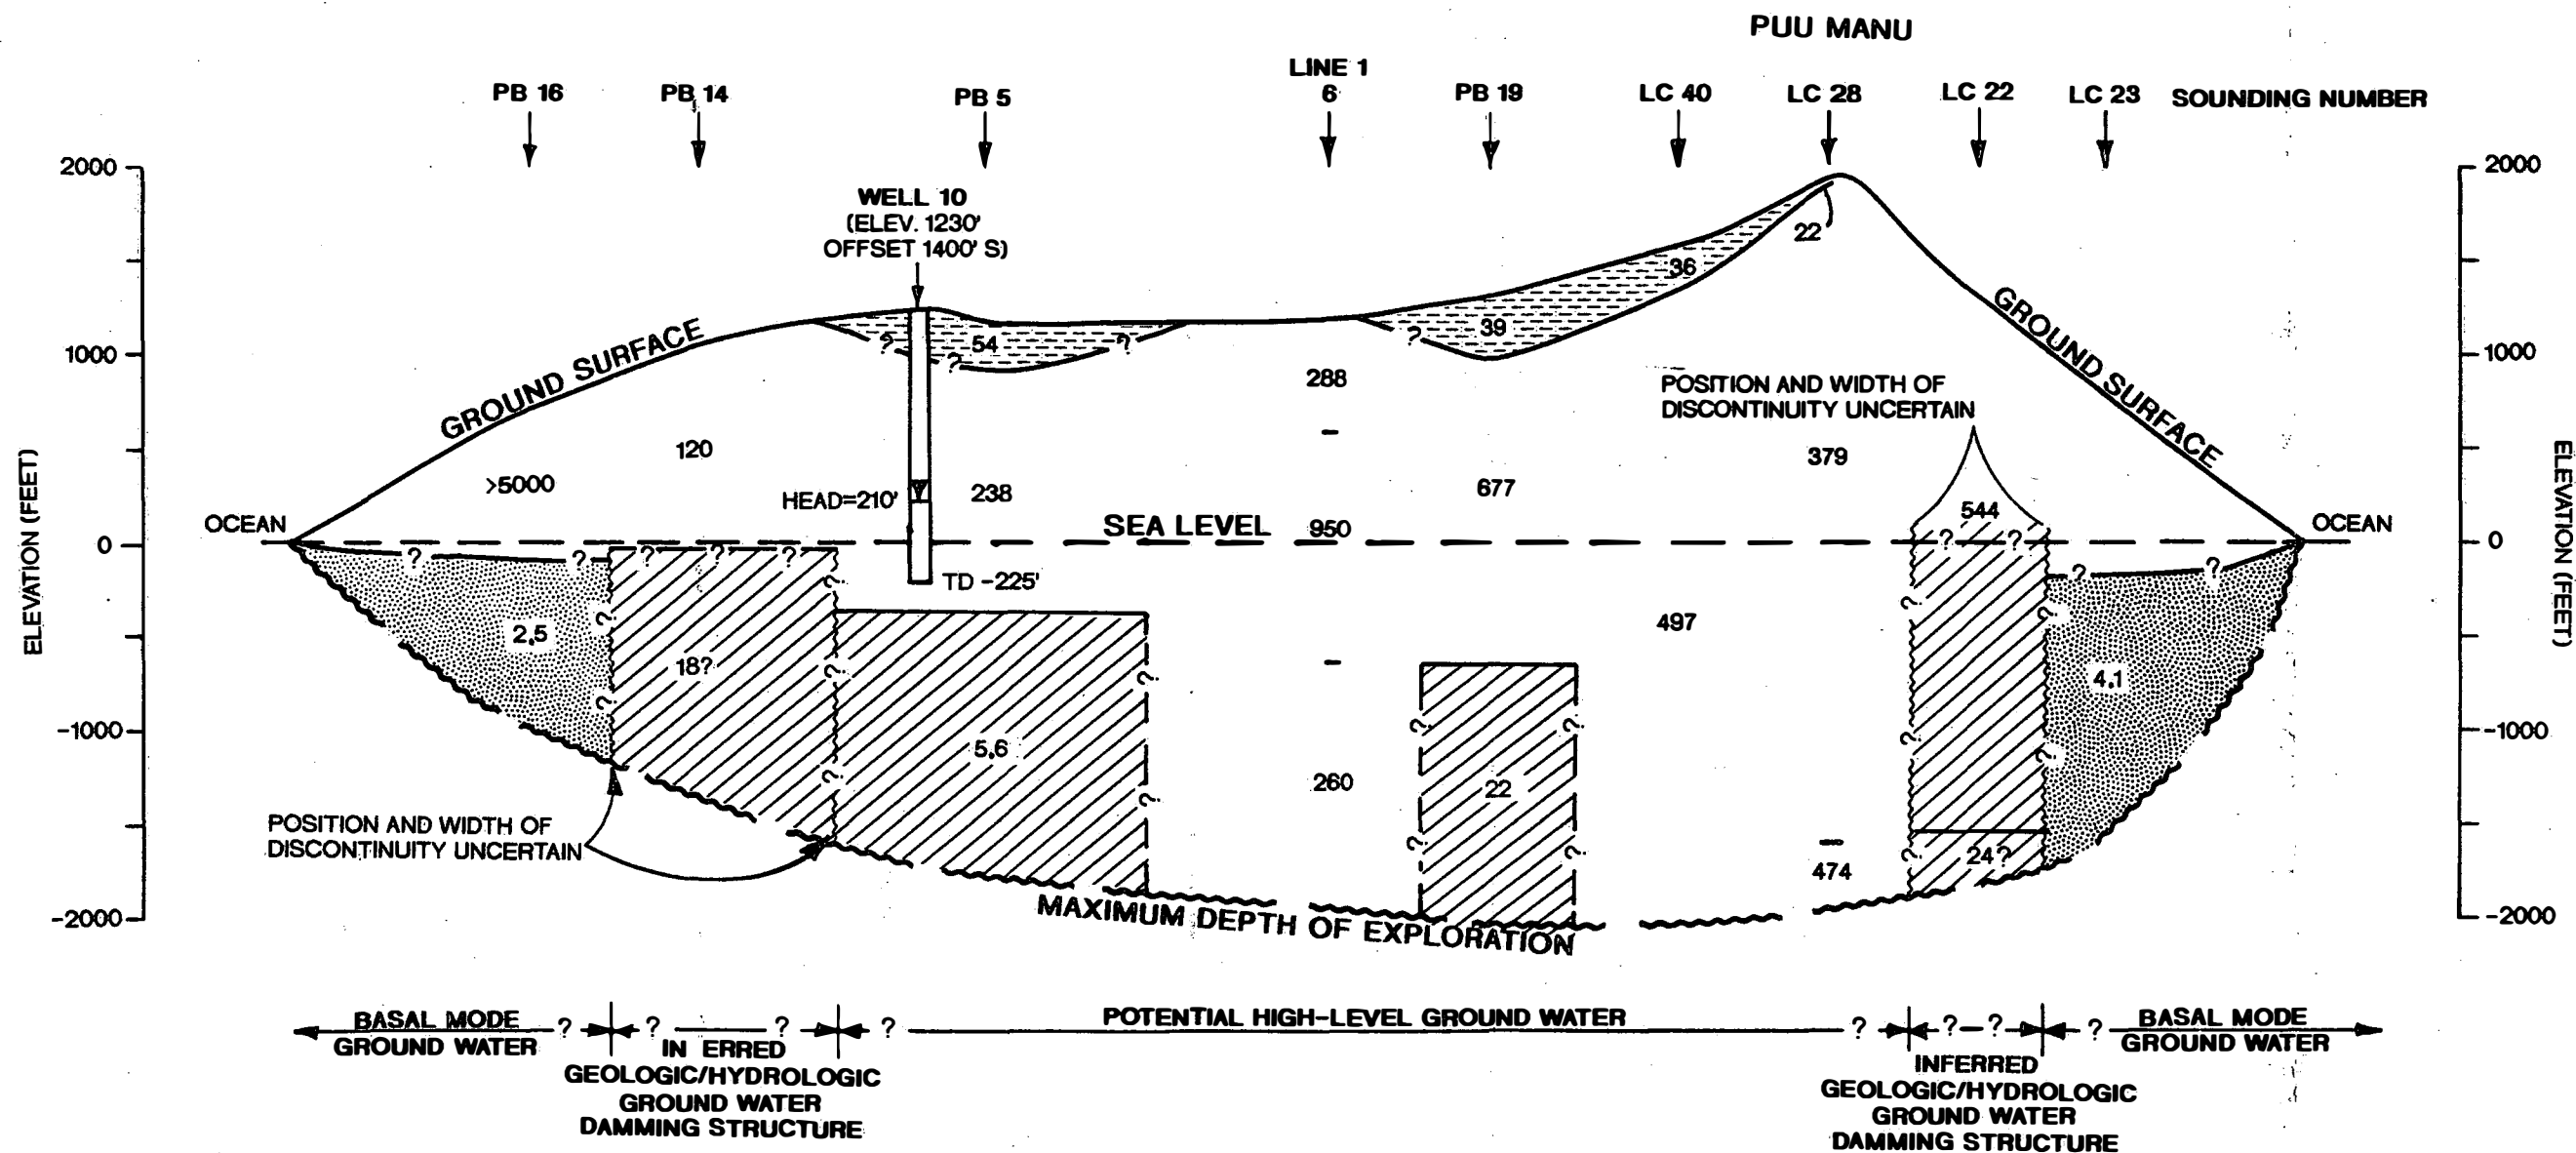 PUU MANU
LINE 1
PB 16
PB 14
PB 5
6
PB 19
LC 40
LC 28
LC 22
LC 23
SOUNDING NUMBER
2000
2000
WELL 10
(ELEV. 1230'
OFFSET 1400' S)
22
36
39
54
?
?
?
?
GROUND SURFACE
GROUND SURFACE
1000
1000
288
POSITION AND WIDTH OF
DISCONTINUITY UNCERTAIN
120
379
>5000
HEAD=210'
238
677
544
ELEVATION (FEET)
ELEVATION (FEET)
OCEAN
SEA LEVEL
950
OCEAN
0
0
? ? ? ? ? ? ? ? ?
TD -225'
2.5
18?
497
4.1
5.6
260
22
-1000
-1000
POSITION AND WIDTH OF
DISCONTINUITY UNCERTAIN
24?
474
-2000
-2000
MAXIMUM DEPTH OF EXPLORATION
BASAL MODE ?
GROUND WATER
? ?
IN ERRED
GEOLOGIC/HYDROLOGIC
GROUND WATER
DAMMING STRUCTURE
? POTENTIAL HIGH-LEVEL GROUND WATER ?
?-?
INFERRED
GEOLOGIC/HYDROLOGIC
GROUND WATER
DAMMING STRUCTURE
? BASAL MODE
GROUND WATER